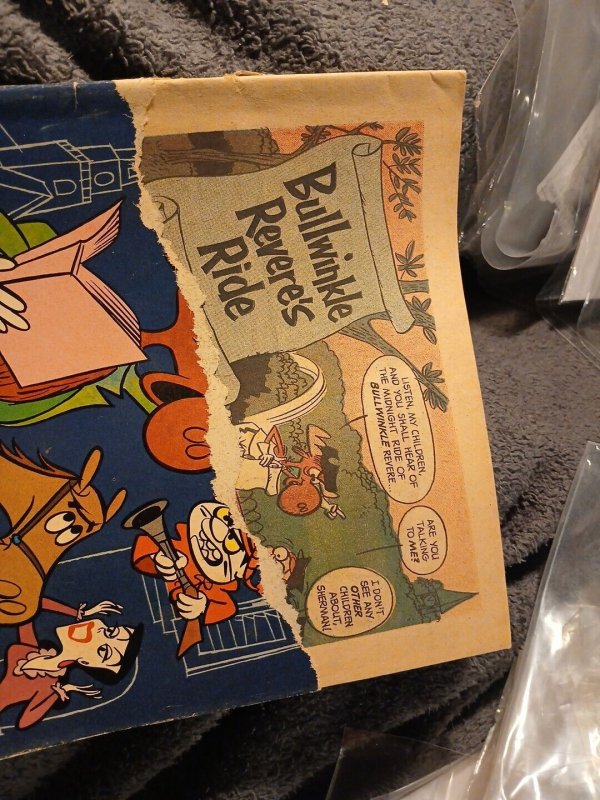 Bullwinkle
Revere's
Ride
LISTEN, MY CHILDREN,
AND YOU SHALL HEAR OF
THE MIDNIGHT RIDE OF
BULLWINKLE REVERE...
ARE YOU
TALKING
TO ME?
I DON'T
SEE ANY
OTHER
CHILDREN
ABOUT,
SHERMAN!